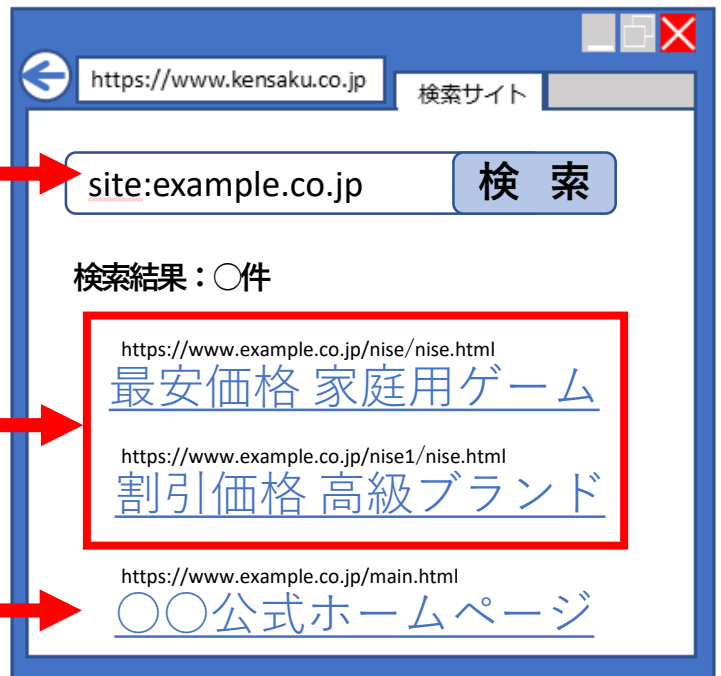 https://www.kensaku.co.jp
検索サイト
site:example.co.jp
検 索
検索結果：○件
https://www.example.co.jp/nise/nise.html
最安価格 家庭用ゲーム
https://www.example.co.jp/nise1/nise.html
割引価格 高級ブランド
https://www.example.co.jp/main.html
○○公式ホームページ